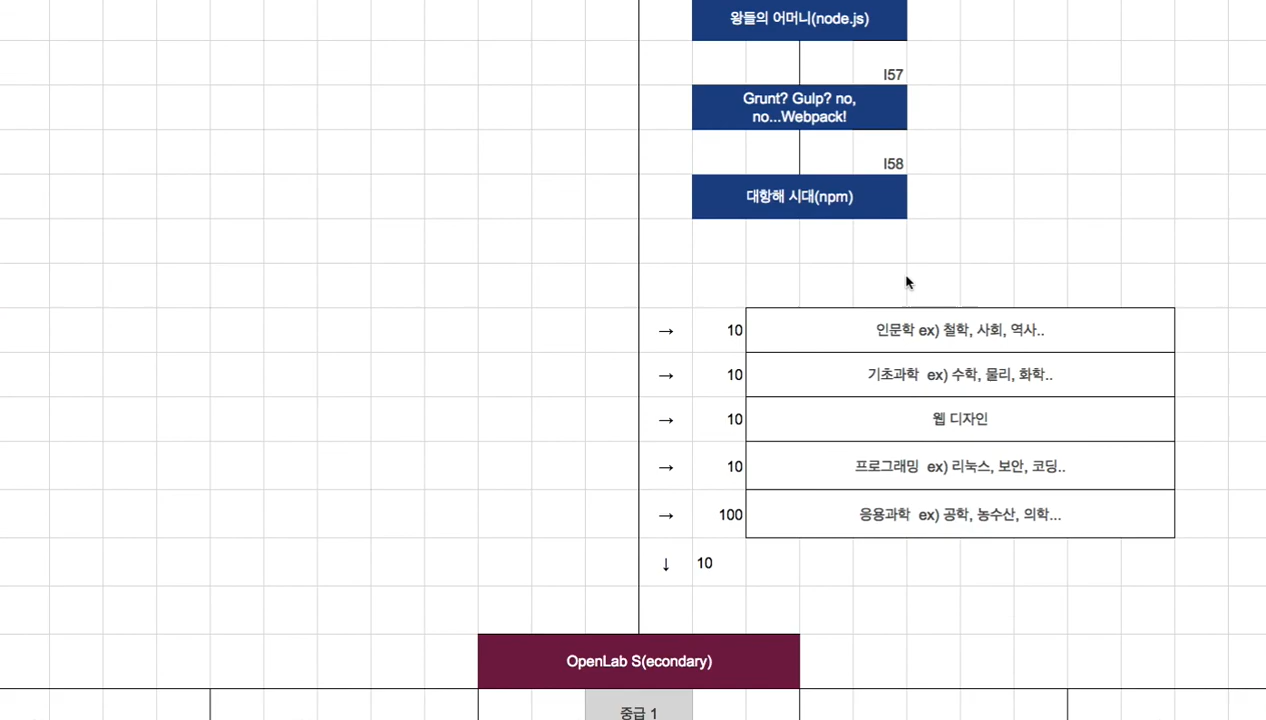 왕들의 어머니(node.js)
I57
Grunt? Gulp? no,
no...Webpack!
I58
대항해 시대(npm)
→ 10 인문학 ex) 철학, 사회, 역사..
→ 10 기초과학 ex) 수학, 물리, 화학..
→ 10 웹 디자인
→ 10 프로그래밍 ex) 리눅스, 보안, 코딩..
→ 100 응용과학 ex) 공학, 농수산, 의학...
↓ 10
OpenLab S(econdary)
중급 1